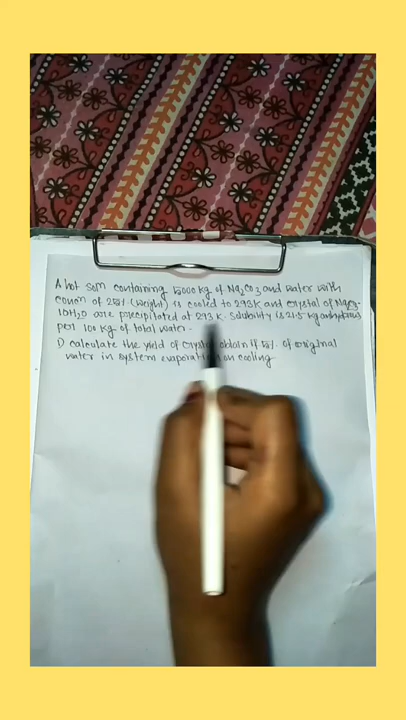 A hot soln containing 5000 kg of Na2CO3 and water with
concn of 25% (weight) is cooled to 293K and crystal of Na2CO3.
10H2O are precipitated at 293 K. Solubility is 21.5 kg anhydrous
per 100 kg of total water.
calculate the yield of crystal obtain if 5% of original
water in system evaporation on cooling